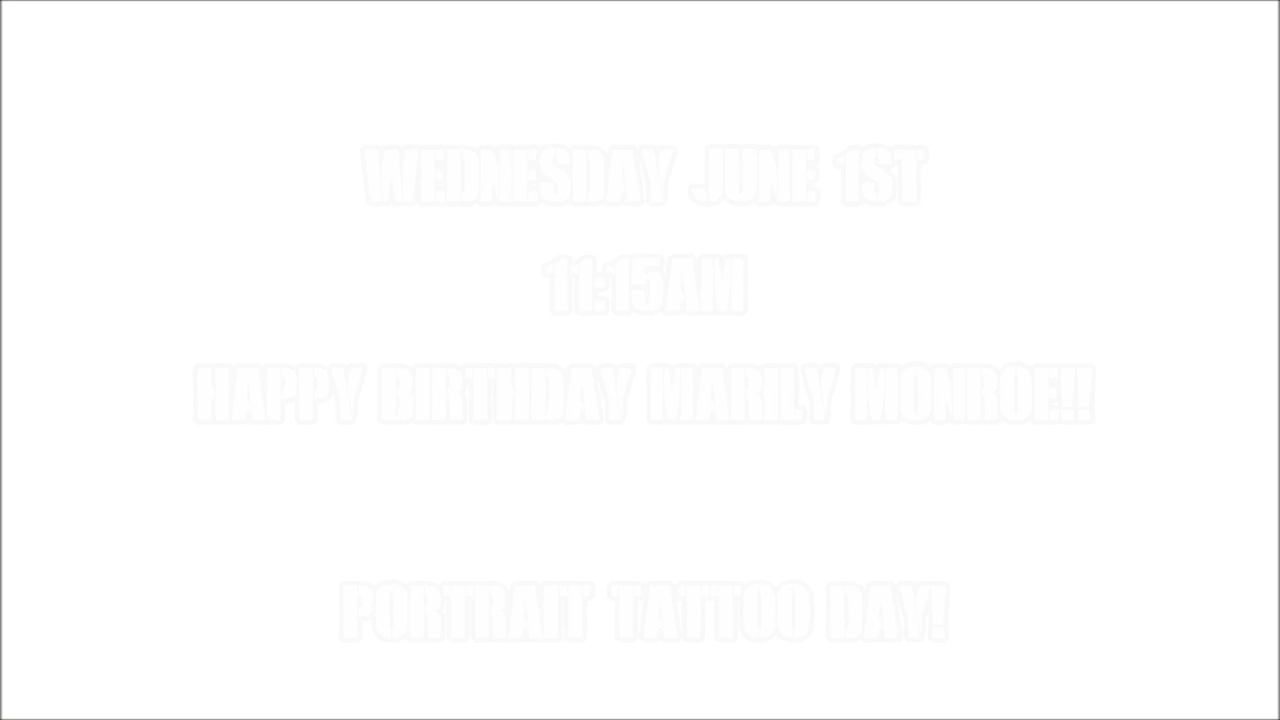 WEDNESDAY JUNE 1ST
11:15AM
HAPPY BIRTHDAY MARILY MONROE!!
PORTRAIT TATTOO DAY!